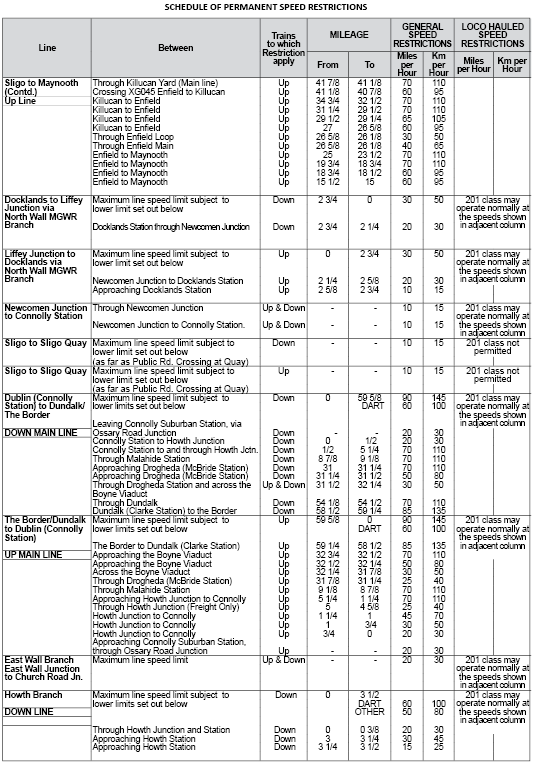 SCHEDULE OF PERMANENT SPEED RESTRICTIONS
Line Between Trains to which Restriction apply MILEAGE GENERAL SPEED RESTRICTIONS LOCO HAULED SPEED RESTRICTIONS
From To Miles per Hour Km per Hour Miles per Hour Km per Hour
Sligo to Maynooth Through Killucan Yard (Main line) Up 41 7/8 41 1/8 70 110
(Contd.) Crossing XG045 Enfield to Killucan Up 41 1/8 40 7/8 60 95
Up Line Killucan to Enfield Up 34 3/4 32 1/2 70 110
Killucan to Enfield Up 31 1/4 29 1/2 70 110
Killucan to Enfield Up 29 1/2 29 1/4 65 105
Killucan to Enfield Up 27 26 5/8 60 95
Through Enfield Loop Up 26 5/8 26 1/8 30 50
Through Enfield Main Up 26 5/8 26 1/8 40 65
Enfield to Maynooth Up 25 23 1/2 70 110
Enfield to Maynooth Up 19 3/4 18 3/4 70 110
Enfield to Maynooth Up 18 3/4 18 1/2 60 95
Enfield to Maynooth Up 15 1/2 15 60 95
Docklands to Liffey Maximum line speed limit subject to Down 2 3/4 0 30 50 201 class may
Junction via lower limit set out below operate normally at
North Wall MGWR the speeds shown
Branch Docklands Station through Newcomen Junction Down 2 3/4 2 1/4 20 30 in adjacent column
Liffey Junction to Maximum line speed limit subject to Up 0 2 3/4 30 50 201 class may
Docklands via lower limit set out below operate normally at
North Wall MGWR the speeds shown
Branch Newcomen Junction to Docklands Station Up 2 1/4 2 5/8 20 30 in adjacent column
Approaching Docklands Station Up 2 5/8 2 3/4 10 15
Newcomen Junction Through Newcomen Junction Up & Down - - 10 15 201 class may
to Connolly Station operate normally at
Newcomen Junction to Connolly Station. Up & Down - - 10 15 the speeds shown
in adjacent column
Sligo to Sligo Quay Maximum line speed limit subject to Down - - 10 15 201 class not
lower limit set out below permitted
(as far as Public Rd. Crossing at Quay)
Sligo to Sligo Quay Maximum line speed limit subject to Up - - 10 15 201 class not
lower limit set out below permitted
(as far as Public Rd. Crossing at Quay)
Dublin (Connolly Maximum line speed limit subject to Down 0 59 5/8 90 145 201 class may
Station) to Dundalk/ lower limits set out below DART 60 100 operate normally at
The Border the speeds shown
Leaving Connolly Suburban Station, via in adjacent column
DOWN MAIN LINE Ossary Road Junction Down - - 20 30
Connolly Station to Howth Junction Down 0 1/2 20 30
Connolly Station to and through Howth Jctn. Down 1/2 5 1/4 70 110
Through Malahide Station Down 8 7/8 9 1/8 70 110
Approaching Drogheda (McBride Station) Down 31 31 1/4 70 110
Approaching Drogheda (McBride Station) Down 31 1/4 31 1/2 50 80
Through Drogheda Station and across the Up & Down 31 1/2 32 1/4 30 50
Boyne Viaduct
Through Dundalk Down 54 1/8 54 1/2 70 110
Dundalk (Clarke Station) to the Border Down 58 1/2 59 1/4 85 135
The Border/Dundalk Maximum line speed limit subject to Up 59 5/8 0 90 145 201 class may
to Dublin (Connolly lower limits set out below DART 60 100 operate normally at
Station) the speeds shown
The Border to Dundalk (Clarke Station) Up 59 1/4 58 1/2 85 135 in adjacent column
UP MAIN LINE Approaching the Boyne Viaduct Up 32 3/4 32 1/2 70 110
Approaching the Boyne Viaduct Up 32 1/2 32 1/4 50 80
Across the Boyne Viaduct Up 32 1/4 31 7/8 30 50
Through Drogheda (McBride Station) Up 31 7/8 31 1/4 25 40
Through Malahide Station Up 9 1/8 8 7/8 70 110
Approaching Howth Junction to Connolly Up 5 1/4 1 1/4 70 110
Through Howth Junction (Freight Only) Up 5 4 5/8 25 40
Howth Junction to Connolly Up 1 1/4 1 45 70
Howth Junction to Connolly Up 1 3/4 30 50
Howth Junction to Connolly Up 3/4 0 20 30
Approaching Connolly Suburban Station,
through Ossary Road Junction Up - - 20 30
East Wall Branch Maximum line speed limit Up & Down - - 20 30 201 class may
East Wall Junction operate normally at
to Church Road Jn. the speeds shown
in adjacent column
Howth Branch Maximum line speed limit subject to Down 0 3 1/2 201 class may
lower limits set out below DART 60 100 operate normally at
DOWN LINE OTHER 50 80 the speeds shown
in adjacent column
Through Howth Junction and Station Down 0 0 3/8 20 30
Approaching Howth Station Down 3 3 1/4 30 45
Approaching Howth Station Down 3 1/4 3 1/2 15 25